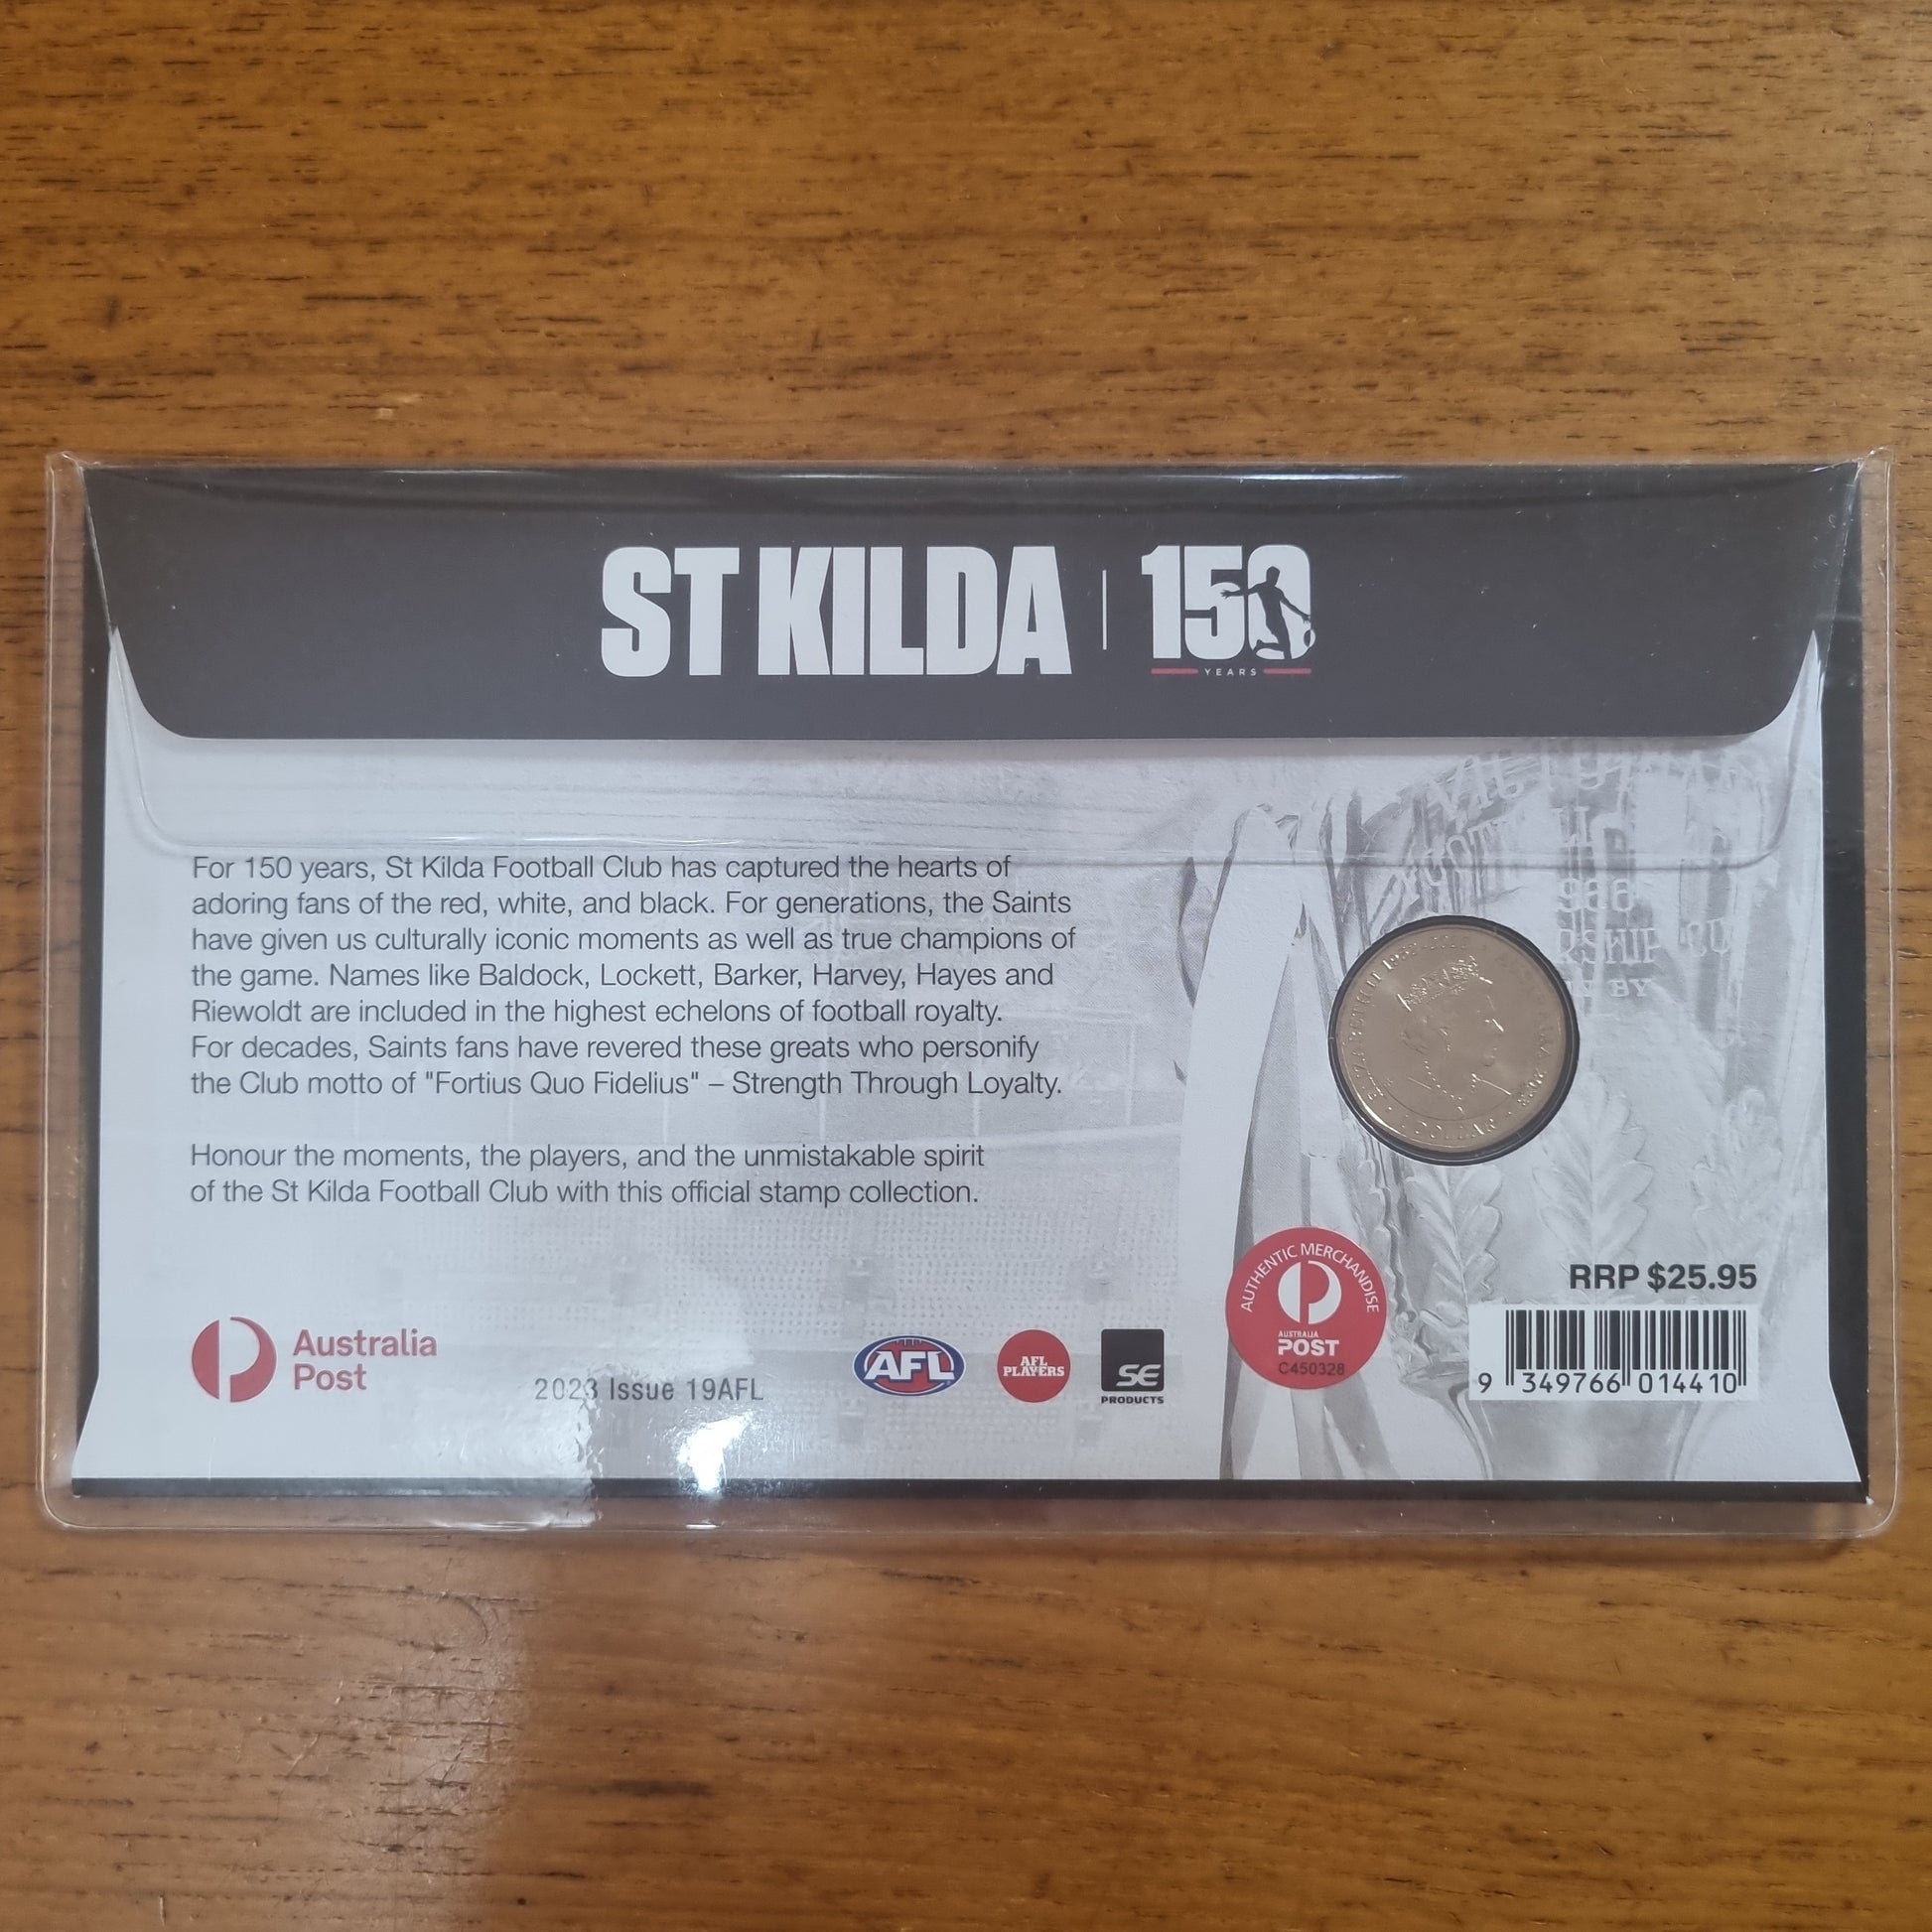 ST KILDA | 150
YEARS
For 150 years, St Kilda Football Club has captured the hearts of
adoring fans of the red, white, and black. For generations, the Saints
have given us culturally iconic moments as well as true champions of
the game. Names like Baldock, Lockett, Barker, Harvey, Hayes and
Riewoldt are included in the highest echelons of football royalty.
For decades, Saints fans have revered these greats who personify
the Club motto of "Fortius Quo Fidelius" – Strength Through Loyalty.
Honour the moments, the players, and the unmistakable spirit
of the St Kilda Football Club with this official stamp collection.
BY
DOLLAR
Australia
Post
2023 Issue 19AFL
AFL
AFL
PLAYERS
SE
PRODUCTS
AUTHENTIC MERCHANDISE
AUSTRALIA
POST
C450328
RRP $25.95
9 349766 014410